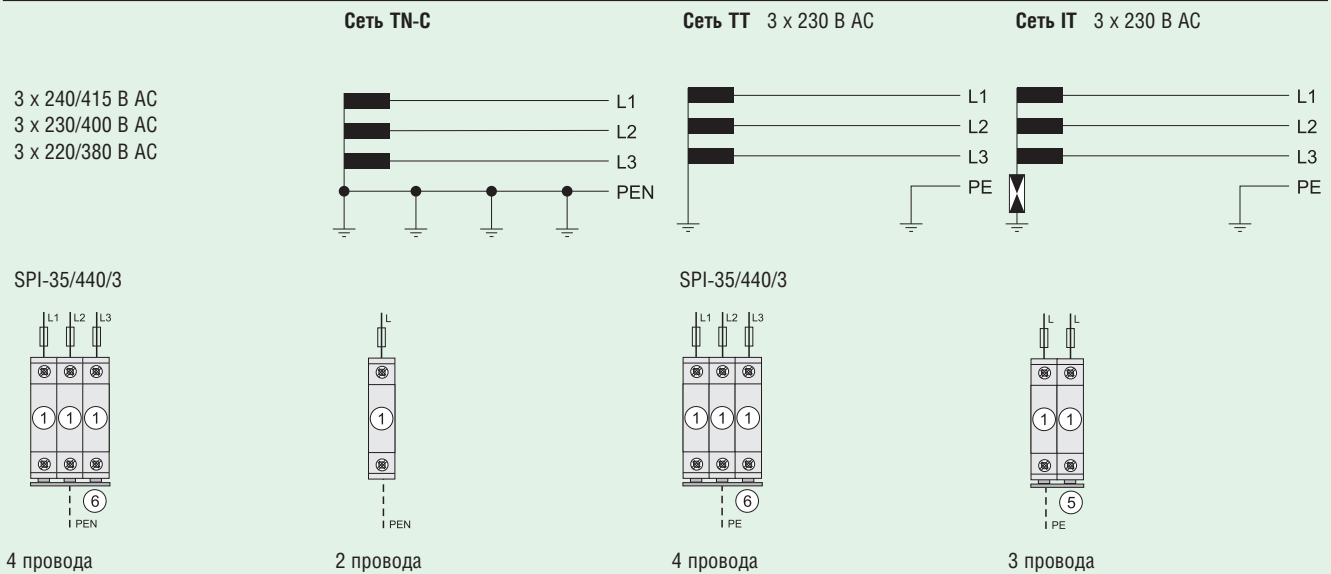 Сеть TN-C
Сеть TT 3 x 230 В AC
Сеть IT 3 x 230 В AC
3 x 240/415 В AC
3 x 230/400 В AC
3 x 220/380 В AC
L1
L2
L3
PEN
L1
L2
L3
PE
L1
L2
L3
PE
SPI-35/440/3
SPI-35/440/3
L1 L2 L3
1 1 1
6
PEN
L
1
PEN
L1 L2 L3
1 1 1
6
PE
L L
1 1
5
PE
4 провода
2 провода
4 провода
3 провода